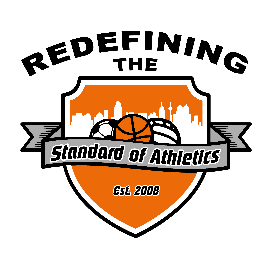 REDEFINING
THE
Standard of Athletics
Est. 2008